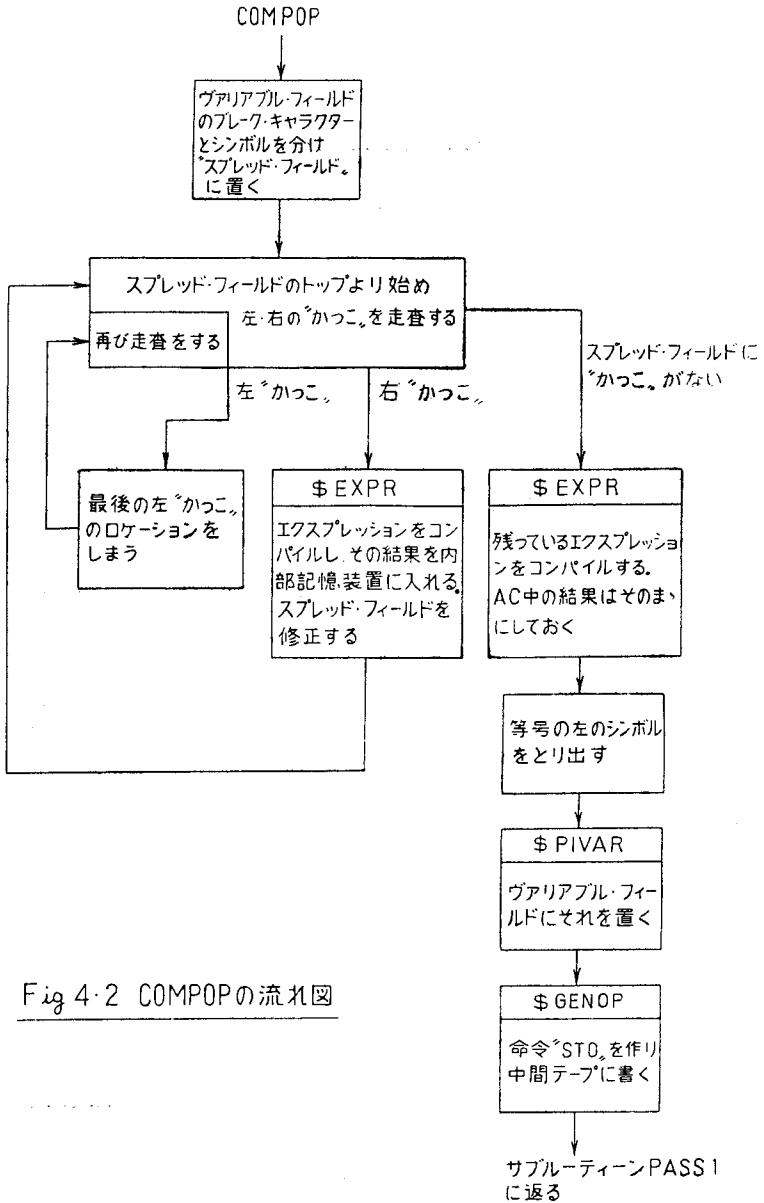 COMPOP
ヴァリアブル・フィールド
のブレーク・キャラクター
とシンボルを分け
〝スプレッド・フィールド〟
に置く
スプレッド・フィールドのトップより始め
左・右の〝かっこ〟を走査する
再び走査をする
左〝かっこ〟
右〝かっこ〟
スプレッド・フィールドに
〝かっこ〟がない
最後の左〝かっこ〟
のロケーションを
しまう
$EXPR
エクスプレッションをコン
パイルし、その結果を内
部記憶装置に入れる。
スプレッド・フィールドを
修正する
$EXPR
残っているエクスプレッショ
ンをコンパイルする。
AC中の結果はそのまヽ
にしておく
等号の左のシンボル
をとり出す
$PIVAR
ヴァリアブル・フィー
ルドにそれを置く
$GENOP
命令〝STO〟を作り
中間テープに書く
サブルーティーンPASS1
に返る
Fig 4・2 COMPOPの流れ図